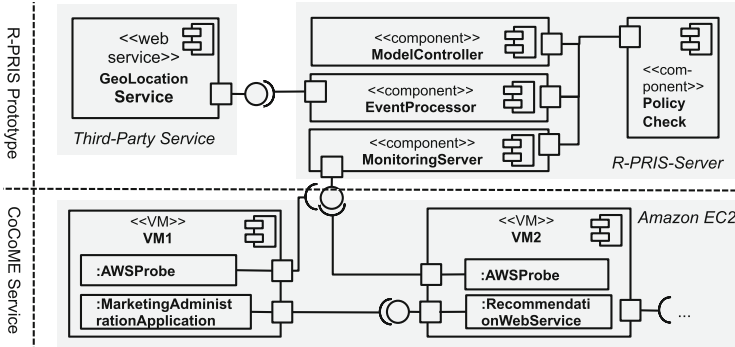 R-PRIS Prototype
<<web
service>>
GeoLocation
Service
Third-Party Service
<<component>>
ModelController
<<component>>
EventProcessor
<<component>>
MonitoringServer
<<com-
ponent>>
Policy
Check
R-PRIS-Server
CoCoME Service
<<VM>>
VM1
:AWSProbe
:MarketingAdminist
rationApplication
<<VM>>
VM2
:AWSProbe
:Recommendati
onWebService
Amazon EC2
...